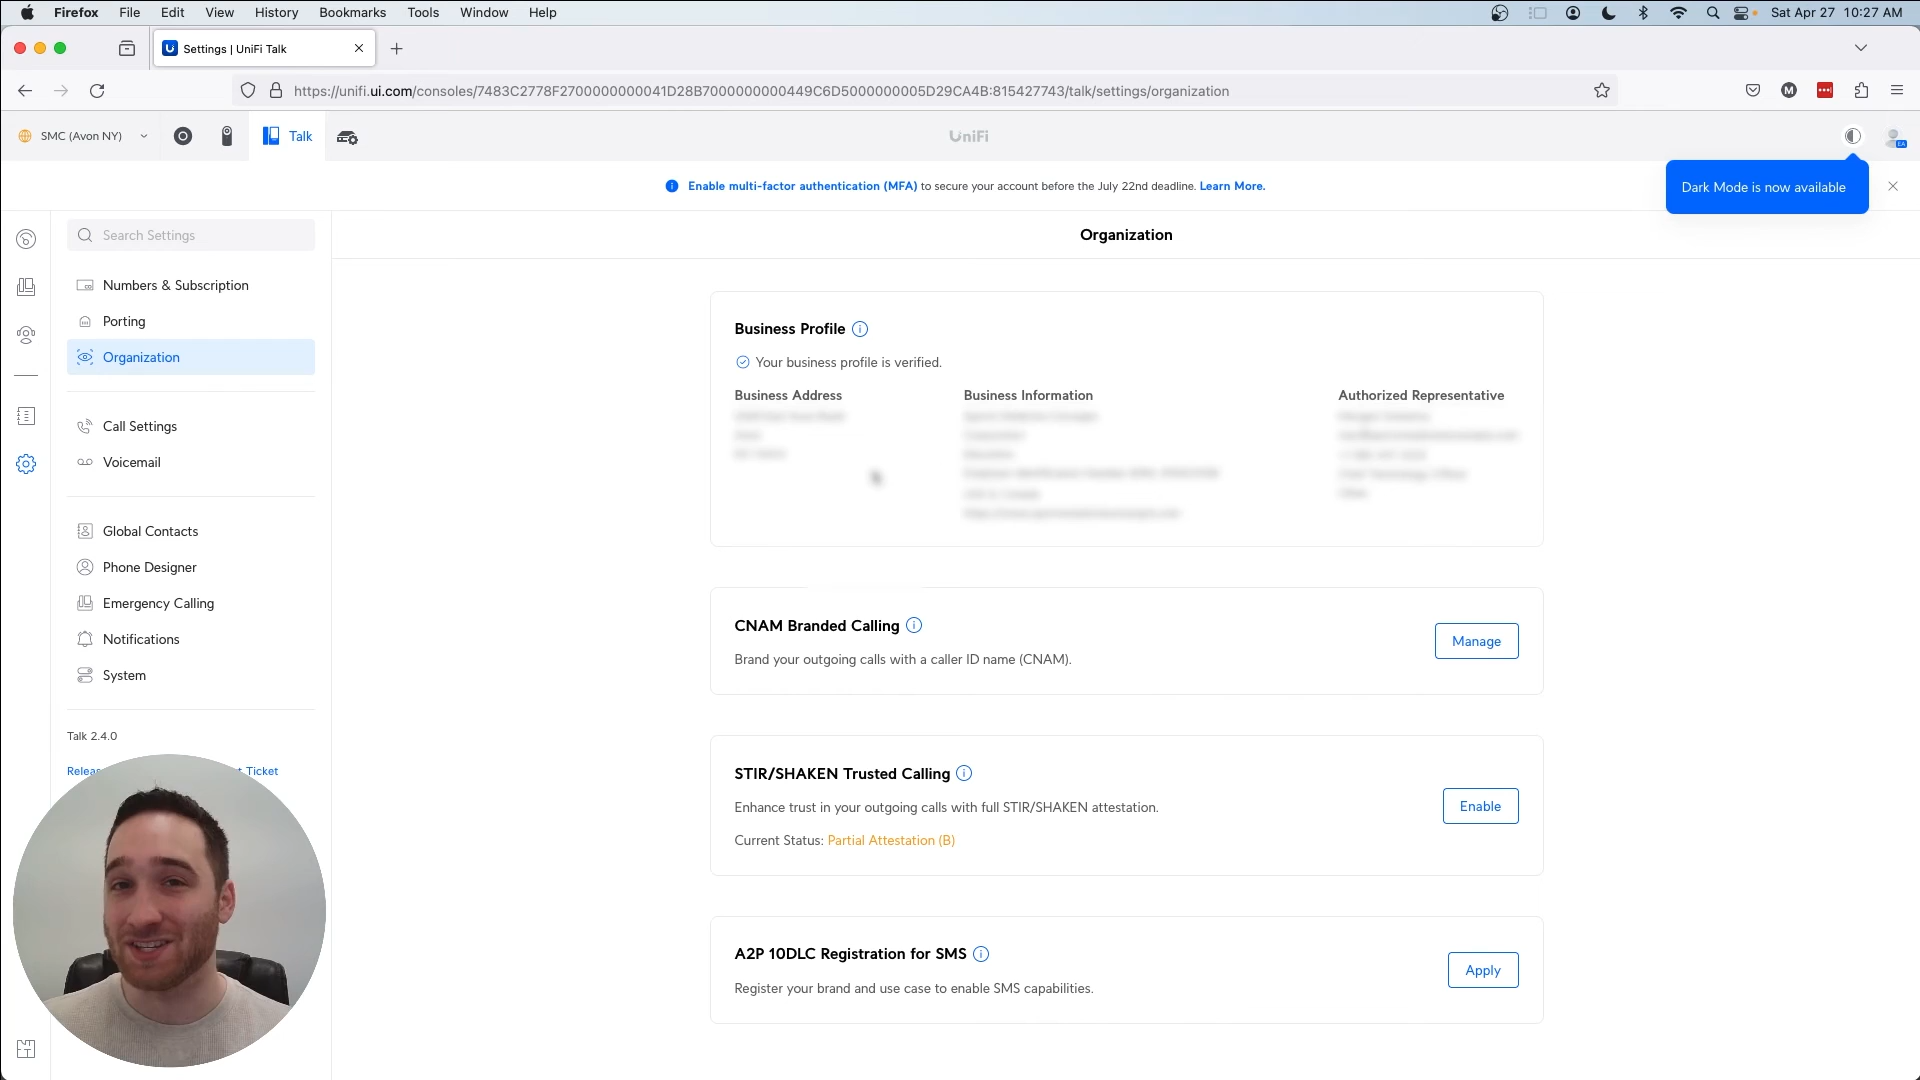 Firefox File Edit View History Bookmarks Tools Window Help
Sat Apr 27 10:27 AM
Settings | UniFi Talk
https://unifi.ui.com/consoles/7483C2778F2700000000041D28B7000000000449C6D5000000005D29CA4B:815427743/talk/settings/organization
M
SMC (Avon NY)
Talk
UniFi
EA
Enable multi-factor authentication (MFA) to secure your account before the July 22nd deadline. Learn More.
Dark Mode is now available
Search Settings
Organization
Numbers & Subscription
Porting
Organization
Call Settings
Voicemail
Global Contacts
Phone Designer
Emergency Calling
Notifications
System
Talk 2.4.0
Ticket
Business Profile
Your business profile is verified.
Business Address
Business Information
Authorized Representative
CNAM Branded Calling
Brand your outgoing calls with a caller ID name (CNAM).
Manage
STIR/SHAKEN Trusted Calling
Enhance trust in your outgoing calls with full STIR/SHAKEN attestation.
Current Status: Partial Attestation (B)
Enable
A2P 10DLC Registration for SMS
Register your brand and use case to enable SMS capabilities.
Apply